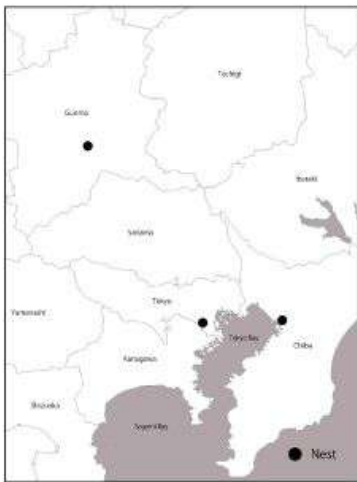 Tochigi
Gunma
Ibaraki
Saitama
Tokyo
Yamanashi
Tokyo Bay
Chiba
Kanagawa
Shizuoka
Sagami Bay
Nest